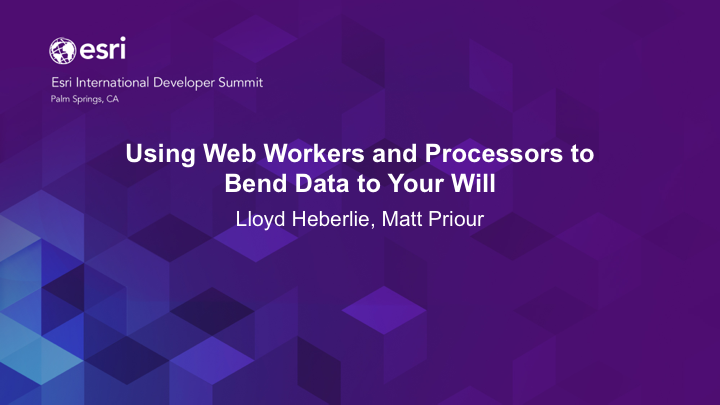 esri
Esri International Developer Summit
Palm Springs, CA
Using Web Workers and Processors to
Bend Data to Your Will
Lloyd Heberlie, Matt Priour